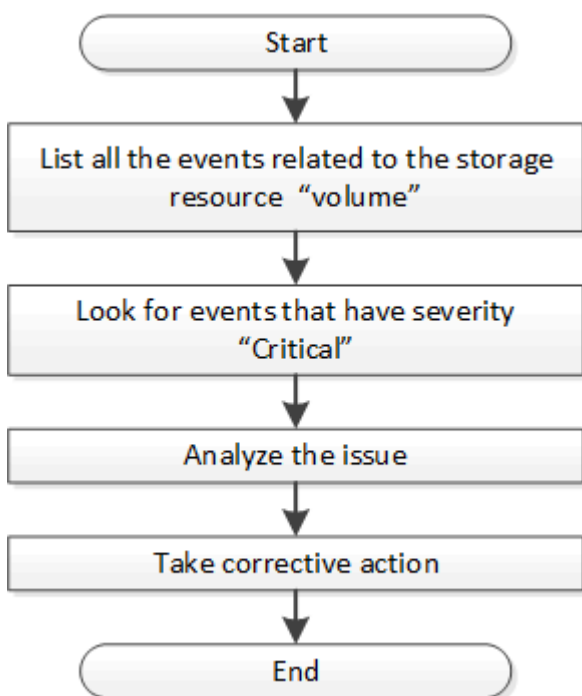 Start
List all the events related to the storage
resource “volume”
Look for events that have severity
“Critical”
Analyze the issue
Take corrective action
End